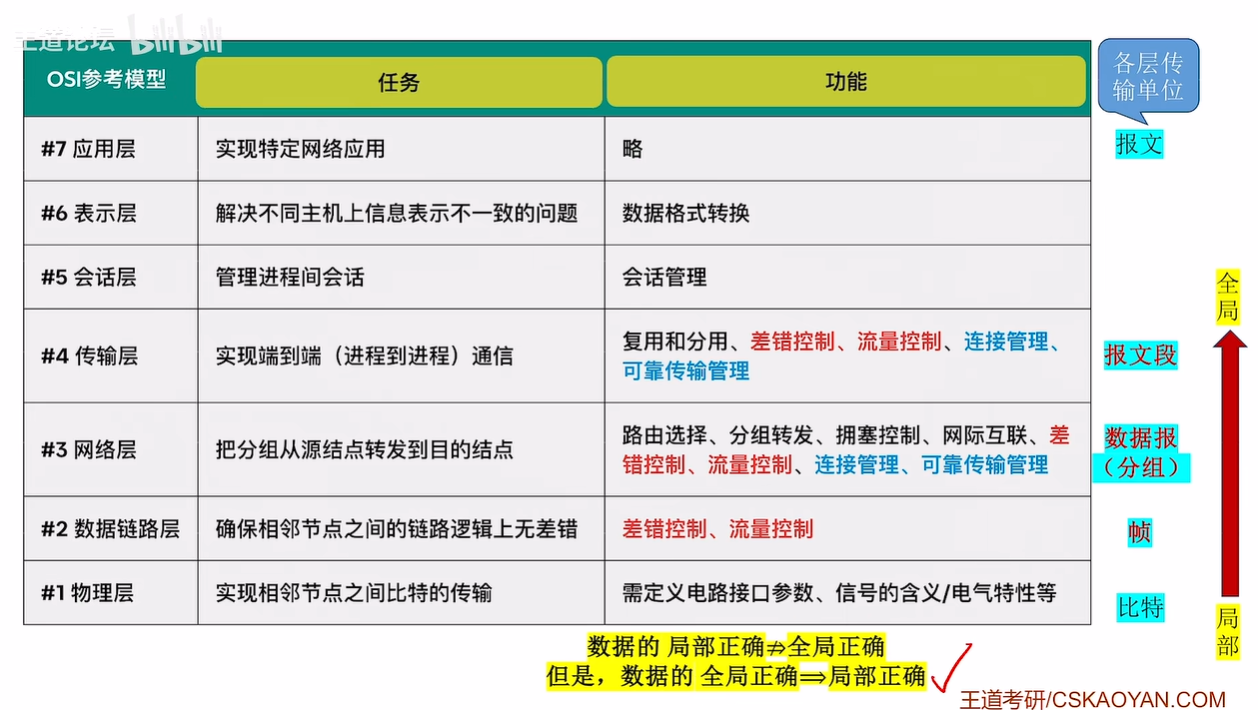 王道论坛 bilibili
OSI参考模型 任务 功能 各层传
输单位
#7 应用层 实现特定网络应用 略 报文
#6 表示层 解决不同主机上信息表示不一致的问题 数据格式转换
#5 会话层 管理进程间会话 会话管理
全
局
#4 传输层 实现端到端（进程到进程）通信 复用和分用、差错控制、流量控制、连接管理、
可靠传输管理 报文段
#3 网络层 把分组从源结点转发到目的结点 路由选择、分组转发、拥塞控制、网际互联、差
错控制、流量控制、连接管理、可靠传输管理 数据报
（分组）
#2 数据链路层 确保相邻节点之间的链路逻辑上无差错 差错控制、流量控制 帧
#1 物理层 实现相邻节点之间比特的传输 需定义电路接口参数、信号的含义/电气特性等 比特
局
部
数据的 局部正确⇏全局正确
但是，数据的 全局正确⟹局部正确
王道考研/CSKAOYAN.COM